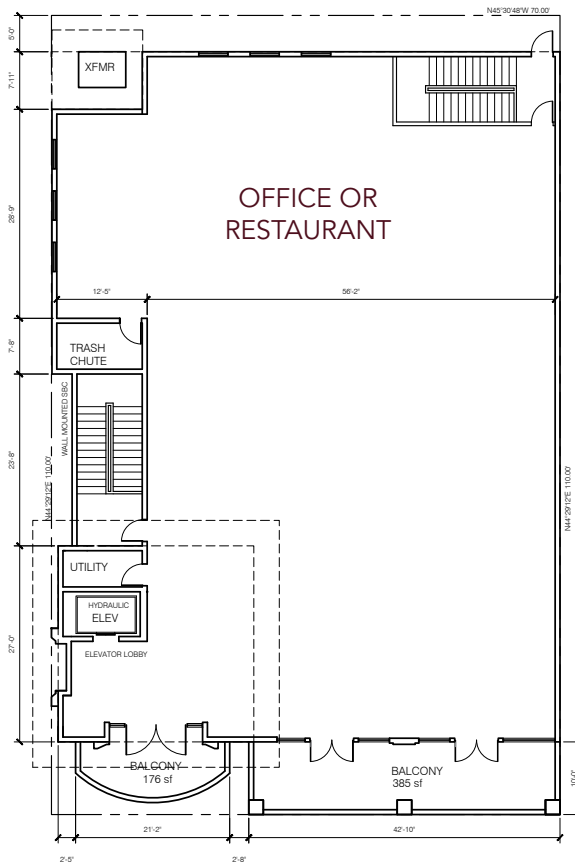 N45°30'48"W 70.00'
5'-0"
7'-11"
XFMR
28'-9"
OFFICE OR
RESTAURANT
12'-5"
56'-2"
7'-8"
TRASH
CHUTE
WALL MOUNTED SBC
23'-8"
N44°29'12"E 110.00'
N44°29'12"E 110.00'
UTILITY
HYDRAULIC
ELEV
27'-0"
ELEVATOR LOBBY
BALCONY
176 sf
BALCONY
385 sf
10'-0"
21'-2"
42'-10"
2'-5"
2'-8"